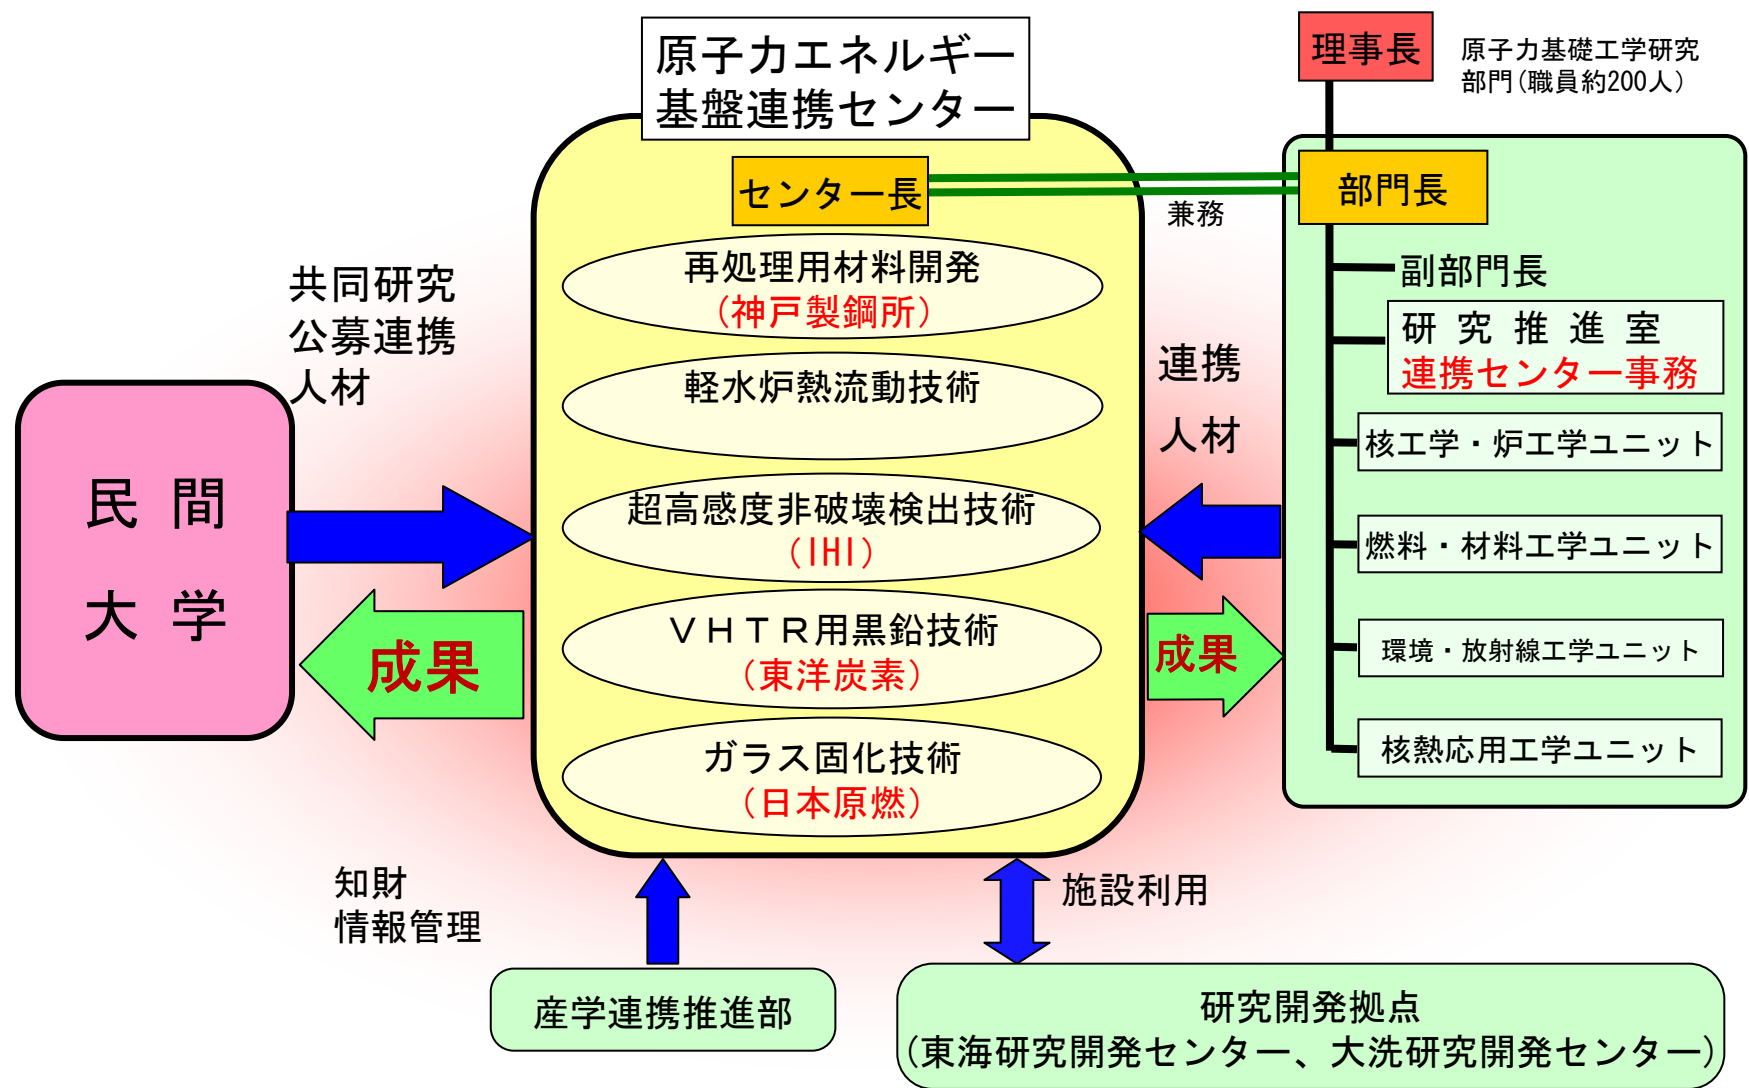 原子力エネルギー
基盤連携センター
理事長
原子力基礎工学研究
部門(職員約200人)
センター長
兼務
部門長
再処理用材料開発
(神戸製鋼所)
軽水炉熱流動技術
超高感度非破壊検出技術
(IHI)
VHTR用黒鉛技術
(東洋炭素)
ガラス固化技術
(日本原燃)
共同研究
公募連携
人材
民 間
大 学
成果
連携
人材
成果
副部門長
研 究 推 進 室
連携センター事務
核工学・炉工学ユニット
燃料・材料工学ユニット
環境・放射線工学ユニット
核熱応用工学ユニット
知財
情報管理
施設利用
産学連携推進部
研究開発拠点
(東海研究開発センター、大洗研究開発センター)